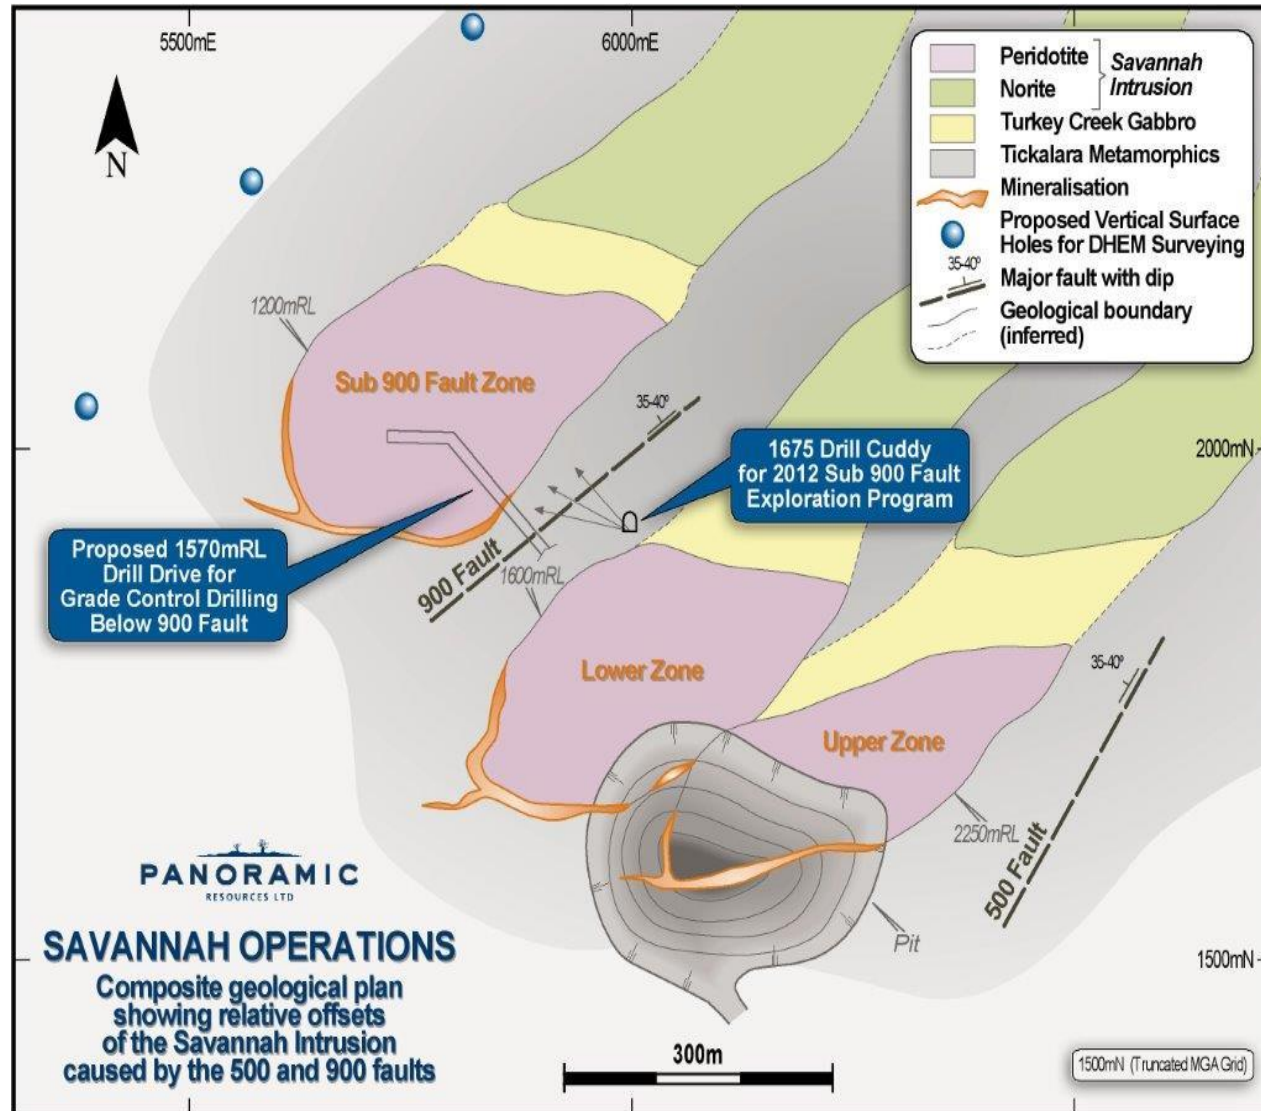 5500mE
6000mE
N
Peridotite
Norite
Savannah
Intrusion
Turkey Creek Gabbro
Tickalara Metamorphics
Mineralisation
Proposed Vertical Surface
Holes for DHEM Surveying
35-40º
Major fault with dip
Geological boundary
(inferred)
1200mRL
Sub 900 Fault Zone
35-40º
2000mN
1675 Drill Cuddy
for 2012 Sub 900 Fault
Exploration Program
Proposed 1570mRL
Drill Drive for
Grade Control Drilling
Below 900 Fault
900 Fault
1600mRL
Lower Zone
35-40º
Upper Zone
2250mRL
500 Fault
Pit
PANORAMIC
RESOURCES LTD
SAVANNAH OPERATIONS
Composite geological plan
showing relative offsets
of the Savannah Intrusion
caused by the 500 and 900 faults
1500mN
300m
1500mN (Truncated MGA Grid)